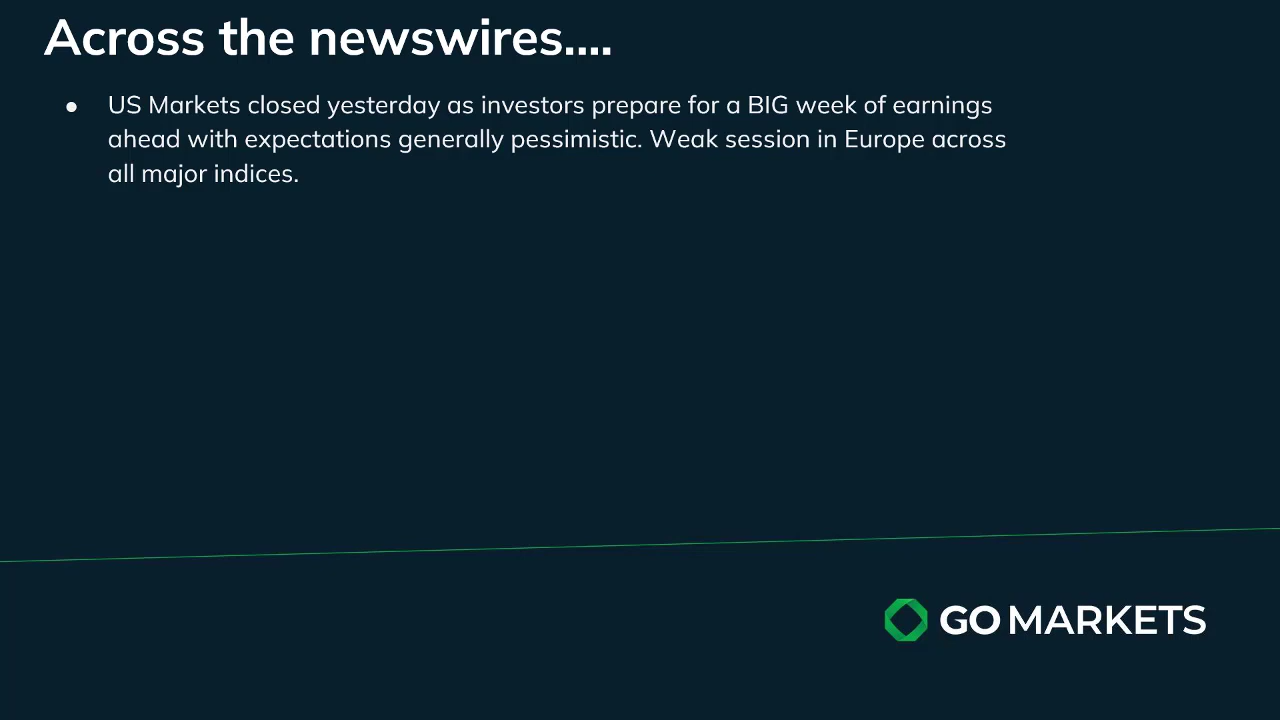 Across the newswires....
● US Markets closed yesterday as investors prepare for a BIG week of earnings
ahead with expectations generally pessimistic. Weak session in Europe across
all major indices.
GO MARKETS